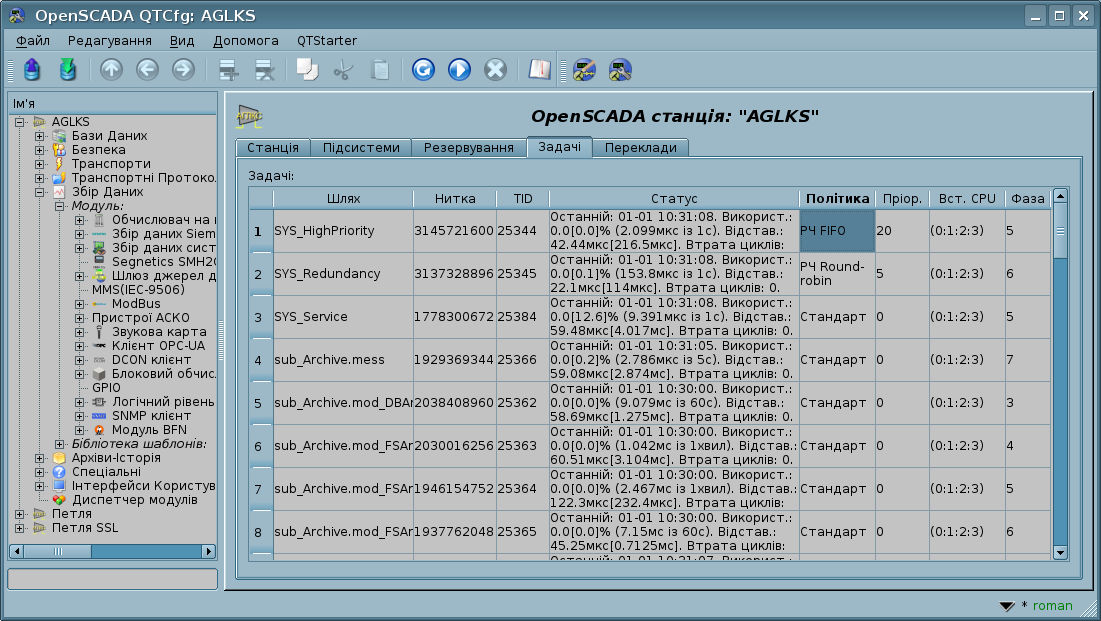 OpenSCADA QTCfg: AGLKS
Файл Редагування Вид Допомога QTStarter
Ім'я
AGLKS
Бази Даних
Безпека
Транспорти
Транспортні Протоко
Збір Даних
Модуль:
Обчислювач на
Збір даних Siem
Збір даних сист
Segnetics SMH2
Шлюз джерел д
MMS(IEC-9506)
ModBus
Пристрої АСКО
Звукова карта
Клієнт OPC-UA
DCON клієнт
Блоковий обчис
GPIO
Логічний рівень
SNMP клієнт
Модуль BFN
Бібліотека шаблонів:
Архіви-Історія
Спеціальні
Інтерфейси Користув
Диспетчер модулів
Петля
Петля SSL
OpenSCADA станція: "AGLKS"
Станція Підсистеми Резервування Задачі Переклади
Задачі:
Шлях Нитка TID Статус Політика Пріор. Вст. CPU Фаза
Останній: 01-01 10:31:08. Використ.:
1 SYS_HighPriority 3145721600 25344 0.0[0.0]% (2.099мкс із 1с). Відстав.: РЧ FIFO 20 (0:1:2:3) 5
42.44мкс[216.5мкс]. Втрата циклів:
Останній: 01-01 10:31:08. Використ.:
2 SYS_Redundancy 3137328896 25345 0.0[0.1]% (153.8мкс із 1с). Відстав.: РЧ Round-robin 5 (0:1:2:3) 6
22.1мкс[114мкс]. Втрата циклів: 0.
Останній: 01-01 10:31:08. Використ.:
3 SYS_Service 1778300672 25384 0.0[12.6]% (9.391мкс із 1с). Відстав.: Стандарт 0 (0:1:2:3) 5
59.48мкс[4.017мс]. Втрата циклів: 0.
Останній: 01-01 10:31:05. Використ.:
4 sub_Archive.mess 1929369344 25366 0.0[0.2]% (2.786мкс із 5с). Відстав.: Стандарт 0 (0:1:2:3) 7
59.08мкс[2.874мс]. Втрата циклів: 0.
Останній: 01-01 10:30:00. Використ.:
5 sub_Archive.mod_DBAr 2038408960 25362 0.0[0.0]% (9.079мкс із 60с). Відстав.: Стандарт 0 (0:1:2:3) 3
58.69мкс[1.275мс]. Втрата циклів: 0.
Останній: 01-01 10:30:00. Використ.:
6 sub_Archive.mod_FSAr 2030016256 25363 0.0[0.0]% (1.042мс із 1хвил). Відстав.: Стандарт 0 (0:1:2:3) 4
60.51мкс[3.104мс]. Втрата циклів: 0.
Останній: 01-01 10:30:00. Використ.:
7 sub_Archive.mod_FSAr 1946154752 25364 0.0[0.0]% (2.467мс із 1хвил). Відстав.: Стандарт 0 (0:1:2:3) 5
122.3мкс[232.4мкс]. Втрата циклів:
Останній: 01-01 10:30:00. Використ.:
8 sub_Archive.mod_FSAr 1937762048 25365 0.0[0.0]% (7.15мс із 60с). Відстав.: Стандарт 0 (0:1:2:3) 6
45.25мкс[0.7125мс]. Втрата циклів:
* roman